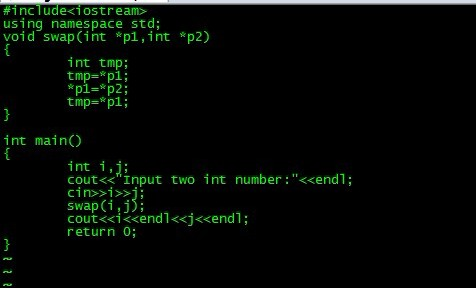 #include<iostream>
using namespace std;
void swap(int *p1,int *p2)
{
        int tmp;
        tmp=*p1;
        *p1=*p2;
        tmp=*p1;
}

int main()
{
        int i,j;
        cout<<"Input two int number:"<<endl;
        cin>>i>>j;
        swap(i,j);
        cout<<i<<endl<<j<<endl;
        return 0;
}
~
~
~